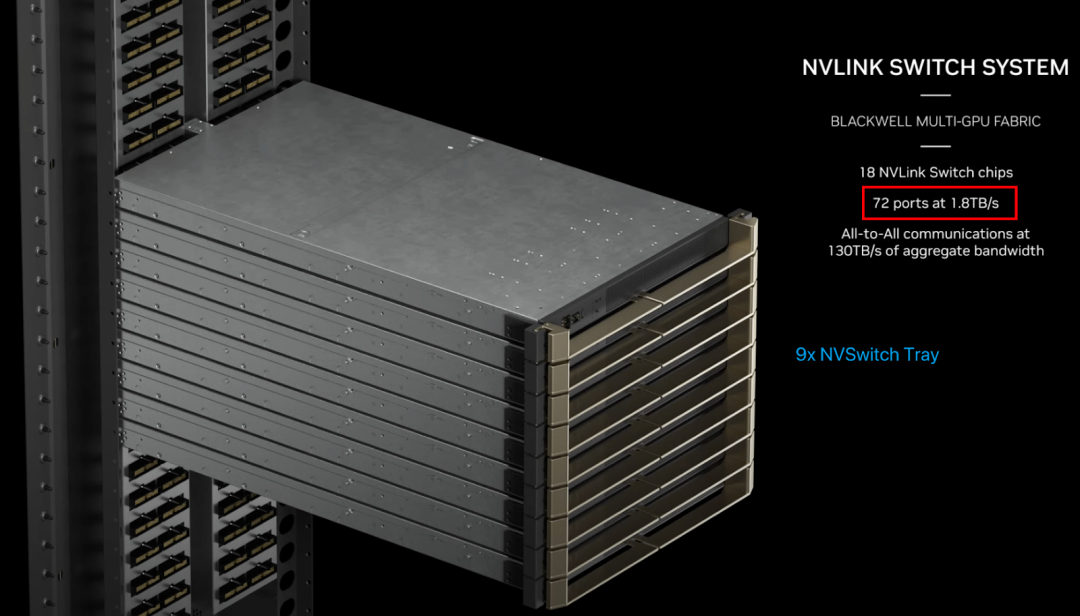 NVLINK SWITCH SYSTEM
BLACKWELL MULTI-GPU FABRIC
18 NVLink Switch chips
72 ports at 1.8TB/s
All-to-All communications at
130TB/s of aggregate bandwidth
9x NVSwitch Tray